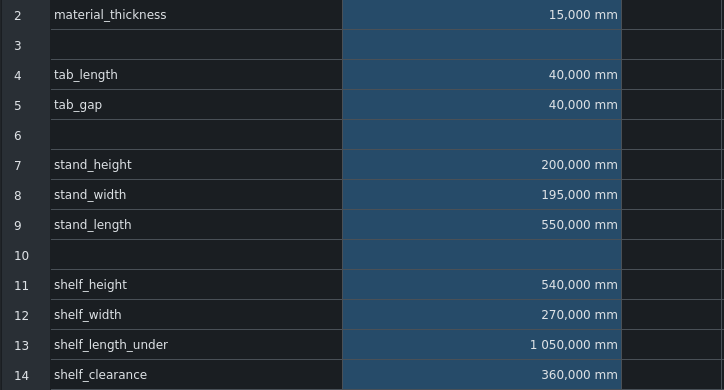 2 material_thickness 15,000 mm
3
4 tab_length 40,000 mm
5 tab_gap 40,000 mm
6
7 stand_height 200,000 mm
8 stand_width 195,000 mm
9 stand_length 550,000 mm
10
11 shelf_height 540,000 mm
12 shelf_width 270,000 mm
13 shelf_length_under 1 050,000 mm
14 shelf_clearance 360,000 mm